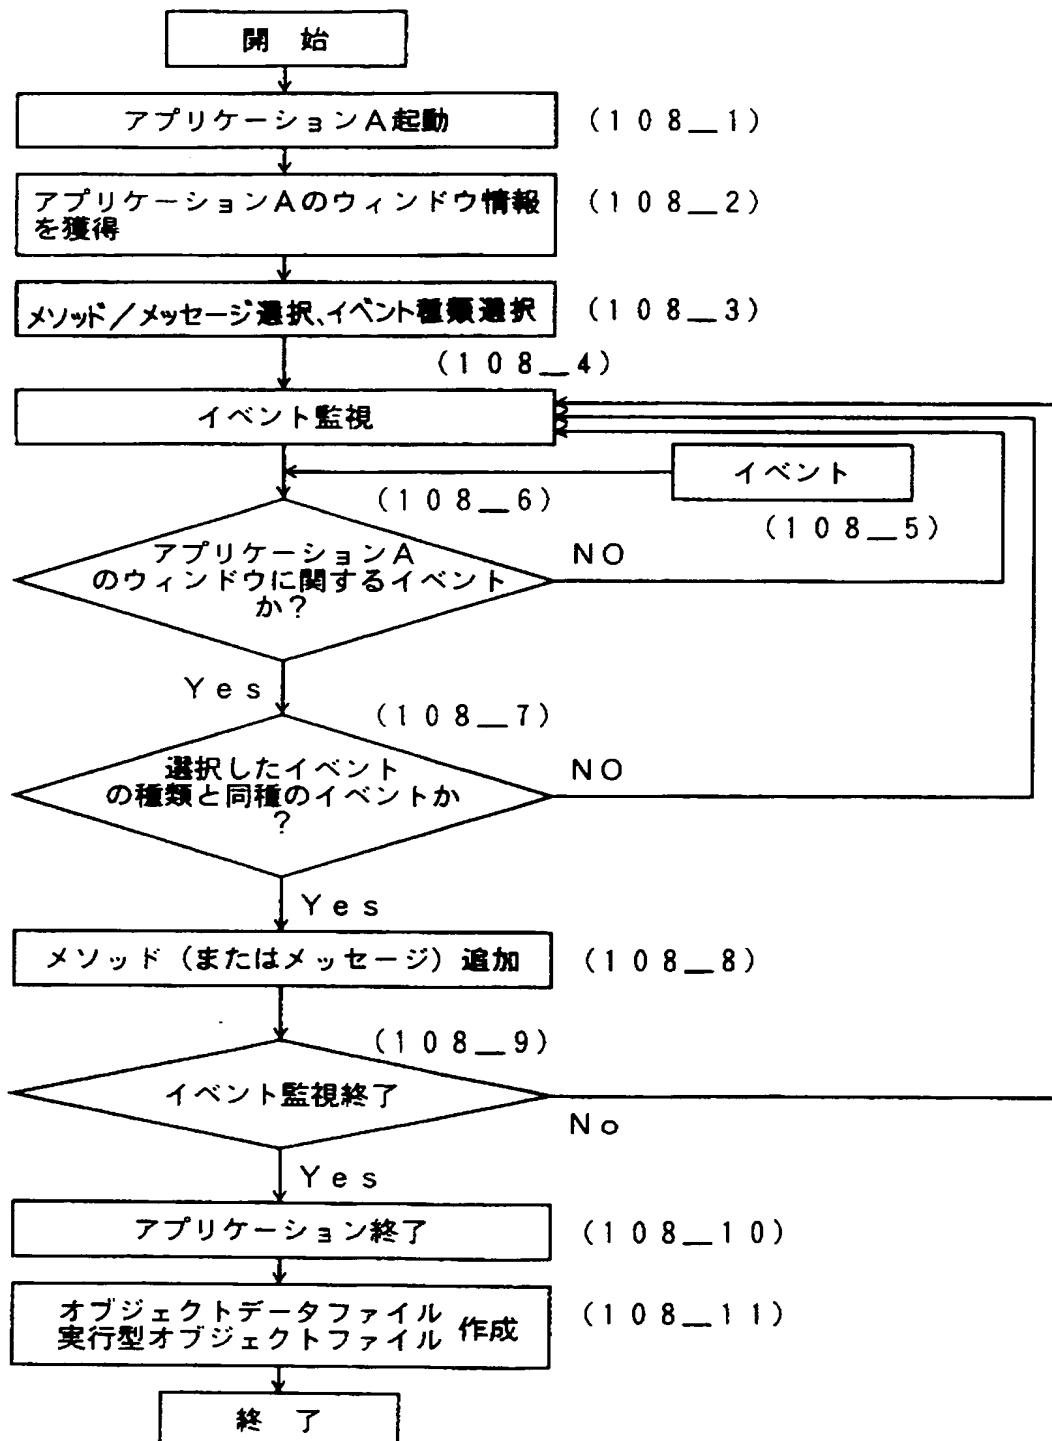 開 始
アプリケーションA起動
(108_1)
アプリケーションAのウィンドウ情報
を獲得
(108_2)
メソッド/メッセージ選択、イベント種類選択
(108_3)
(108_4)
イベント監視
イベント
(108_5)
(108_6)
アプリケーションA
のウィンドウに関するイベント
か?
NO
Yes
(108_7)
選択したイベント
の種類と同種のイベントか
?
NO
Yes
メソッド(またはメッセージ)追加
(108_8)
(108_9)
イベント監視終了
No
Yes
アプリケーション終了
(108_10)
オブジェクトデータファイル
実行型オブジェクトファイル 作成
(108_11)
終 了